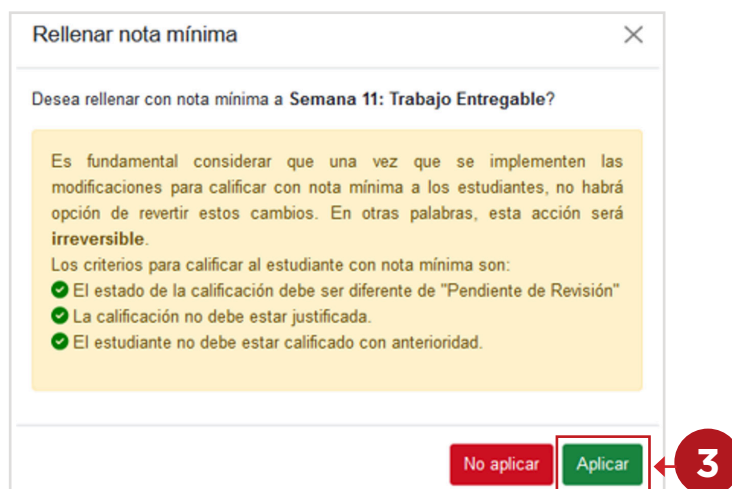 Rellenar nota mínima
Desea rellenar con nota mínima a Semana 11: Trabajo Entregable?
Es fundamental considerar que una vez que se implementen las
modificaciones para calificar con nota mínima a los estudiantes, no habrá
opción de revertir estos cambios. En otras palabras, esta acción será
irreversible.
Los criterios para calificar al estudiante con nota mínima son:
El estado de la calificación debe ser diferente de "Pendiente de Revisión"
La calificación no debe estar justificada.
El estudiante no debe estar calificado con anterioridad.
No aplicar Aplicar 3